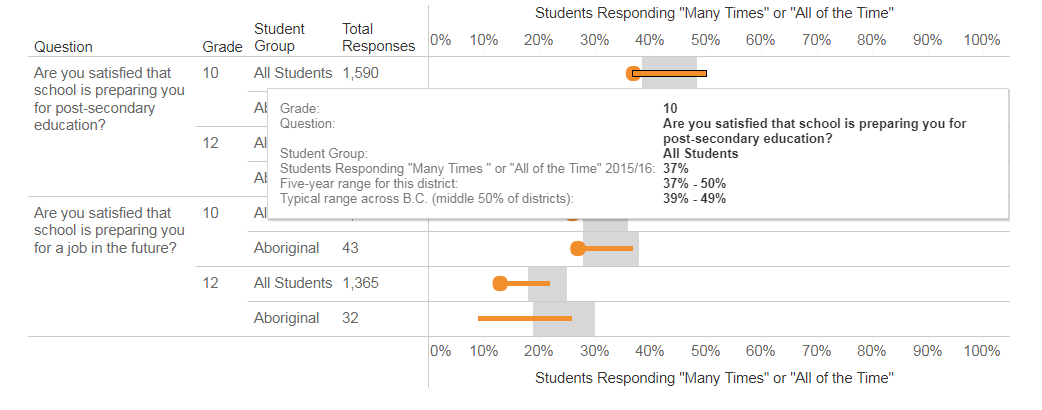 Students Responding "Many Times" or "All of the Time"
Question Grade Student Group Total Responses
0% 10% 20% 30% 40% 50% 60% 70% 80% 90% 100%
Are you satisfied that 10 All Students 1,590
school is preparing you
for post-secondary
education?
12
Grade: 10
Question: Are you satisfied that school is preparing you for
post-secondary education?
Student Group: All Students
Students Responding "Many Times " or "All of the Time" 2015/16: 37%
Five-year range for this district: 37% - 50%
Typical range across B.C. (middle 50% of districts): 39% - 49%
Are you satisfied that 10
school is preparing you
for a job in the future? Aboriginal 43
12 All Students 1,365
Aboriginal 32
0% 10% 20% 30% 40% 50% 60% 70% 80% 90% 100%
Students Responding "Many Times" or "All of the Time"